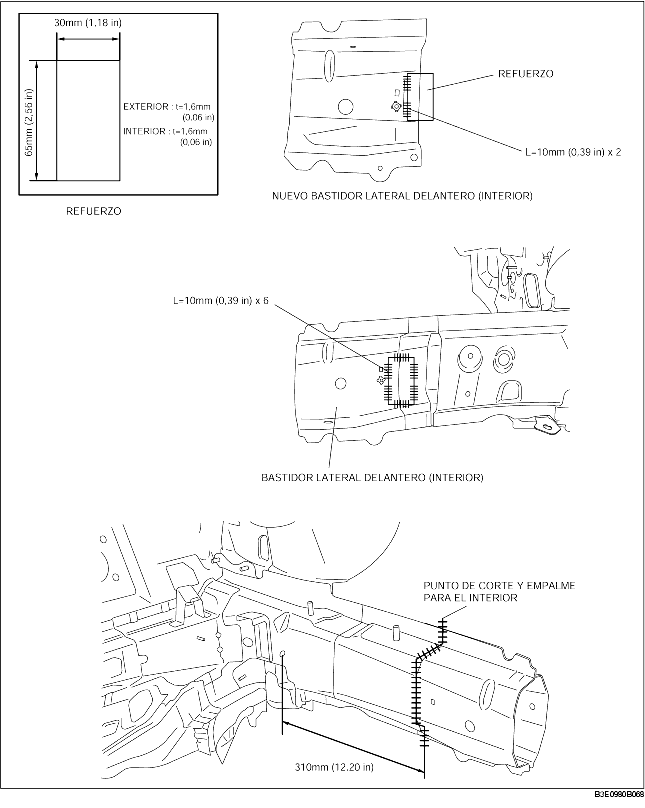 30mm (1,18 in)
65mm (2,56 in)
EXTERIOR : t=1,6mm
(0,06 in)
INTERIOR : t=1,6mm
(0,06 in)
REFUERZO
REFUERZO
L=10mm (0,39 in) x 2
NUEVO BASTIDOR LATERAL DELANTERO (INTERIOR)
L=10mm (0,39 in) x 6
BASTIDOR LATERAL DELANTERO (INTERIOR)
PUNTO DE CORTE Y EMPALME
PARA EL INTERIOR
310mm (12.20 in)
B3E0980B068